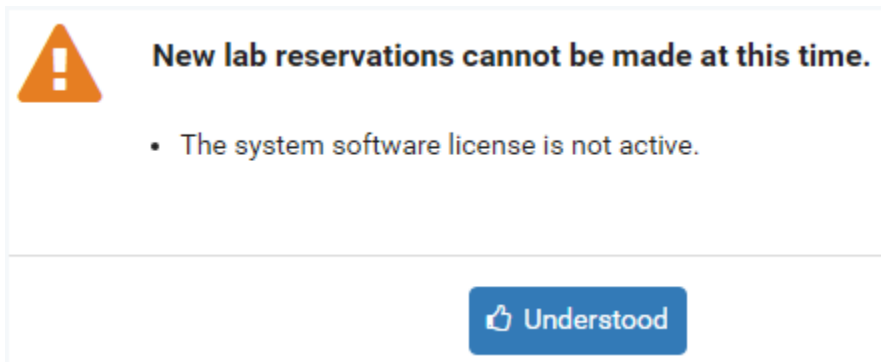 New lab reservations cannot be made at this time.
• The system software license is not active.
Understood